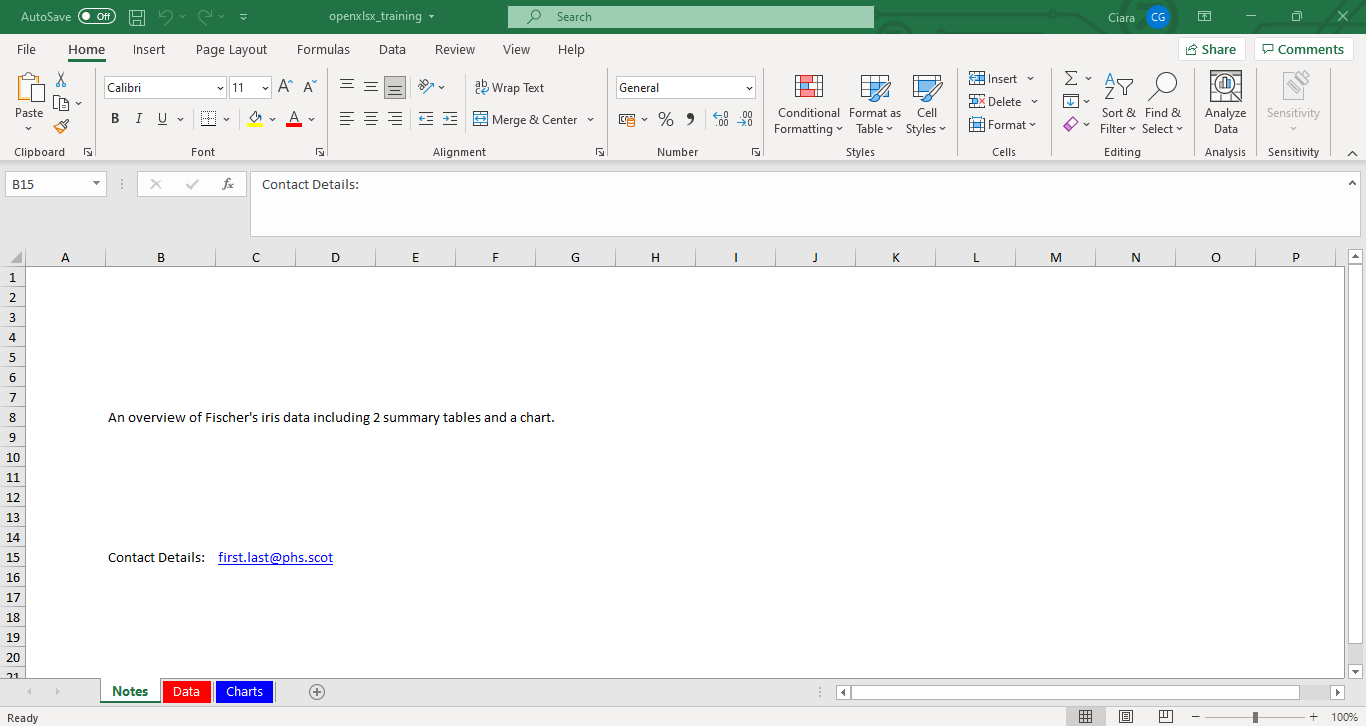 AutoSave Off openxlsx_training Search Ciara CG
File Home Insert Page Layout Formulas Data Review View Help Share Comments
Calibri 11 A A ab Wrap Text General Insert
Paste Delete
B I U A Merge & Center % Conditional Formatting Format as Table Cell Styles Format Sort & Filter Find & Select Analyze Data Sensitivity
Clipboard Font Alignment Number Styles Cells Editing Analysis Sensitivity
B15 fx Contact Details:
A B C D E F G H I J K L M N O P
1
2
3
4
5
6
7
8 An overview of Fischer's iris data including 2 summary tables and a chart.
9
10
11
12
13
14
15 Contact Details: first.last@phs.scot
16
17
18
19
20
21
Notes Data Charts
Ready 100%